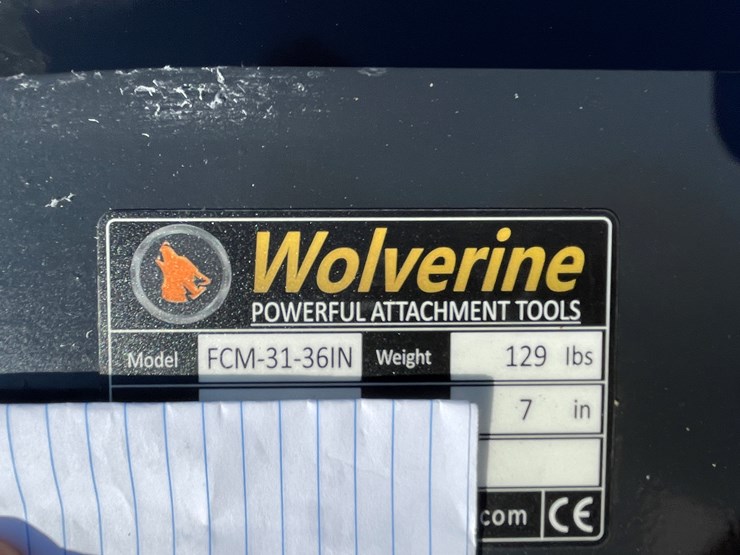 Wolverine
POWERFUL ATTACHMENT TOOLS
Model FCM-31-36IN Weight 129 lbs
7 in
com CE